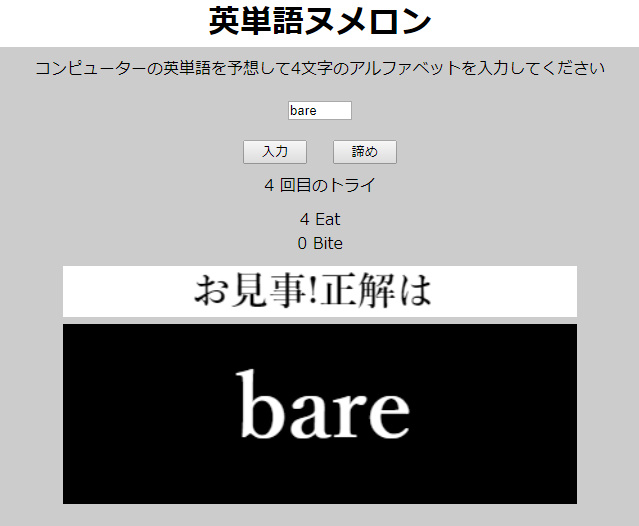 英単語ヌメロン
コンピューターの英単語を予想して4文字のアルファベットを入力してください
bare
入力 諦め
4 回目のトライ
4 Eat
0 Bite
お見事!正解は
bare